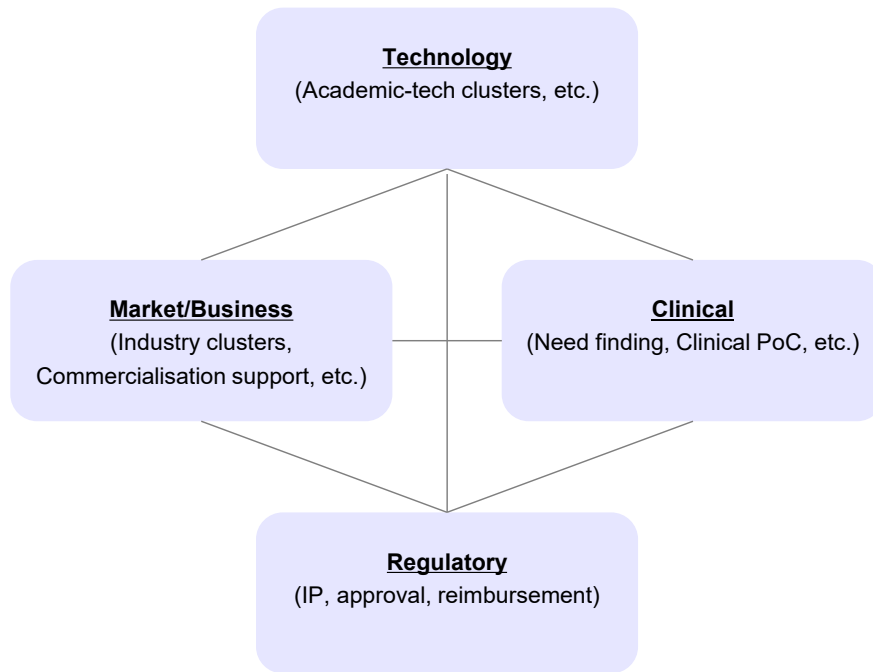 Technology
(Academic-tech clusters, etc.)
Market/Business
(Industry clusters,
Commercialisation support, etc.)
Clinical
(Need finding, Clinical PoC, etc.)
Regulatory
(IP, approval, reimbursement)